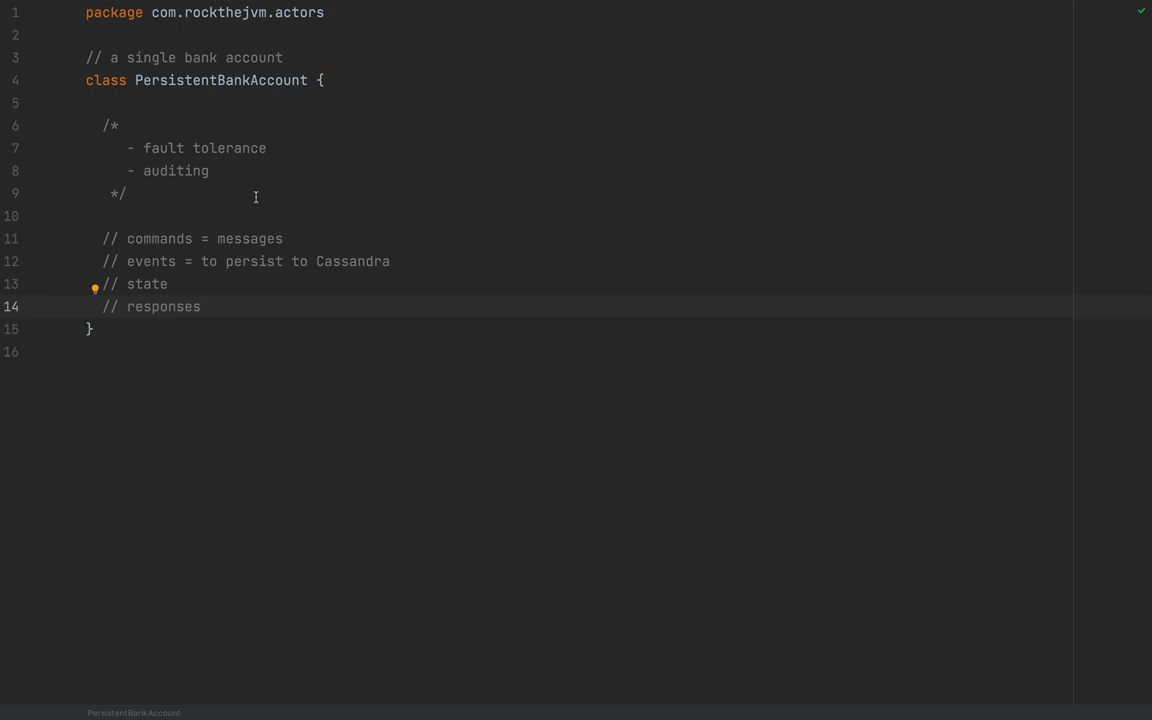 1 package com.rockthejvm.actors
2
3 // a single bank account
4 class PersistentBankAccount {
5
6 /*
7 - fault tolerance
8 - auditing
9 */
10
11 // commands = messages
12 // events = to persist to Cassandra
13 // state
14 // responses
15 }
16
PersistentBankAccount